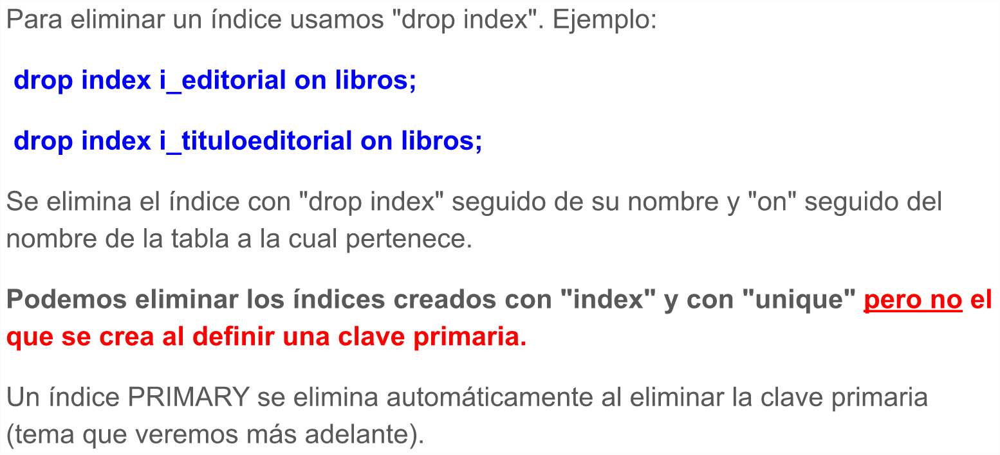 Para eliminar un índice usamos "drop index". Ejemplo:
drop index i_editorial on libros;
drop index i_tituloeditorial on libros;
Se elimina el índice con "drop index" seguido de su nombre y "on" seguido del
nombre de la tabla a la cual pertenece.
Podemos eliminar los índices creados con "index" y con "unique" pero no el
que se crea al definir una clave primaria.
Un índice PRIMARY se elimina automáticamente al eliminar la clave primaria
(tema que veremos más adelante).